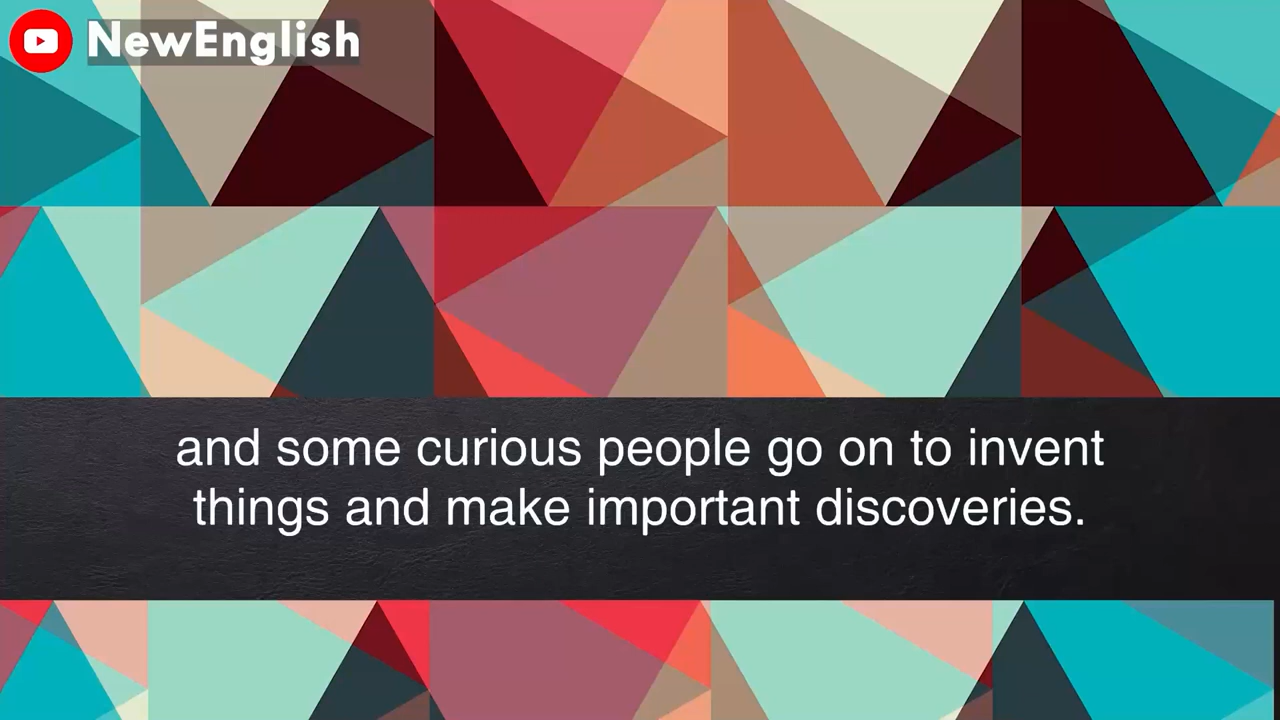 NewEnglish
and some curious people go on to invent
things and make important discoveries.